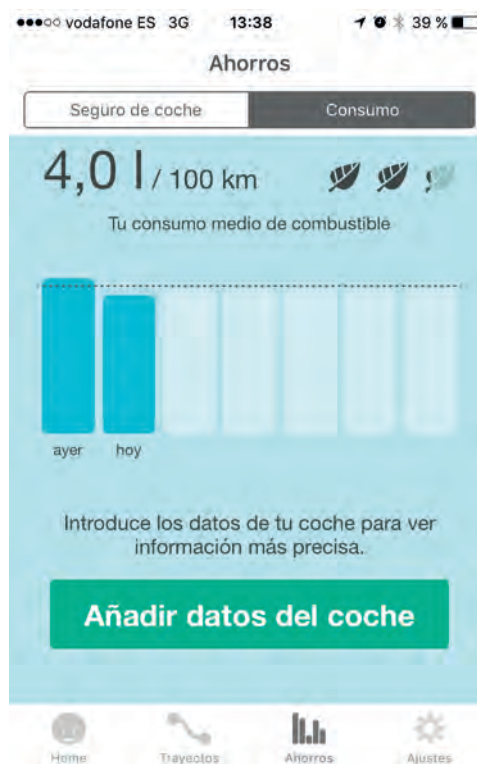 vodafone ES 3G 13:38 39 %
Ahorros
Seguro de coche Consumo
4,0 l / 100 km
Tu consumo medio de combustible
ayer hoy
Introduce los datos de tu coche para ver
información más precisa.
Añadir datos del coche
Home Trayectos Ahorros Ajustes